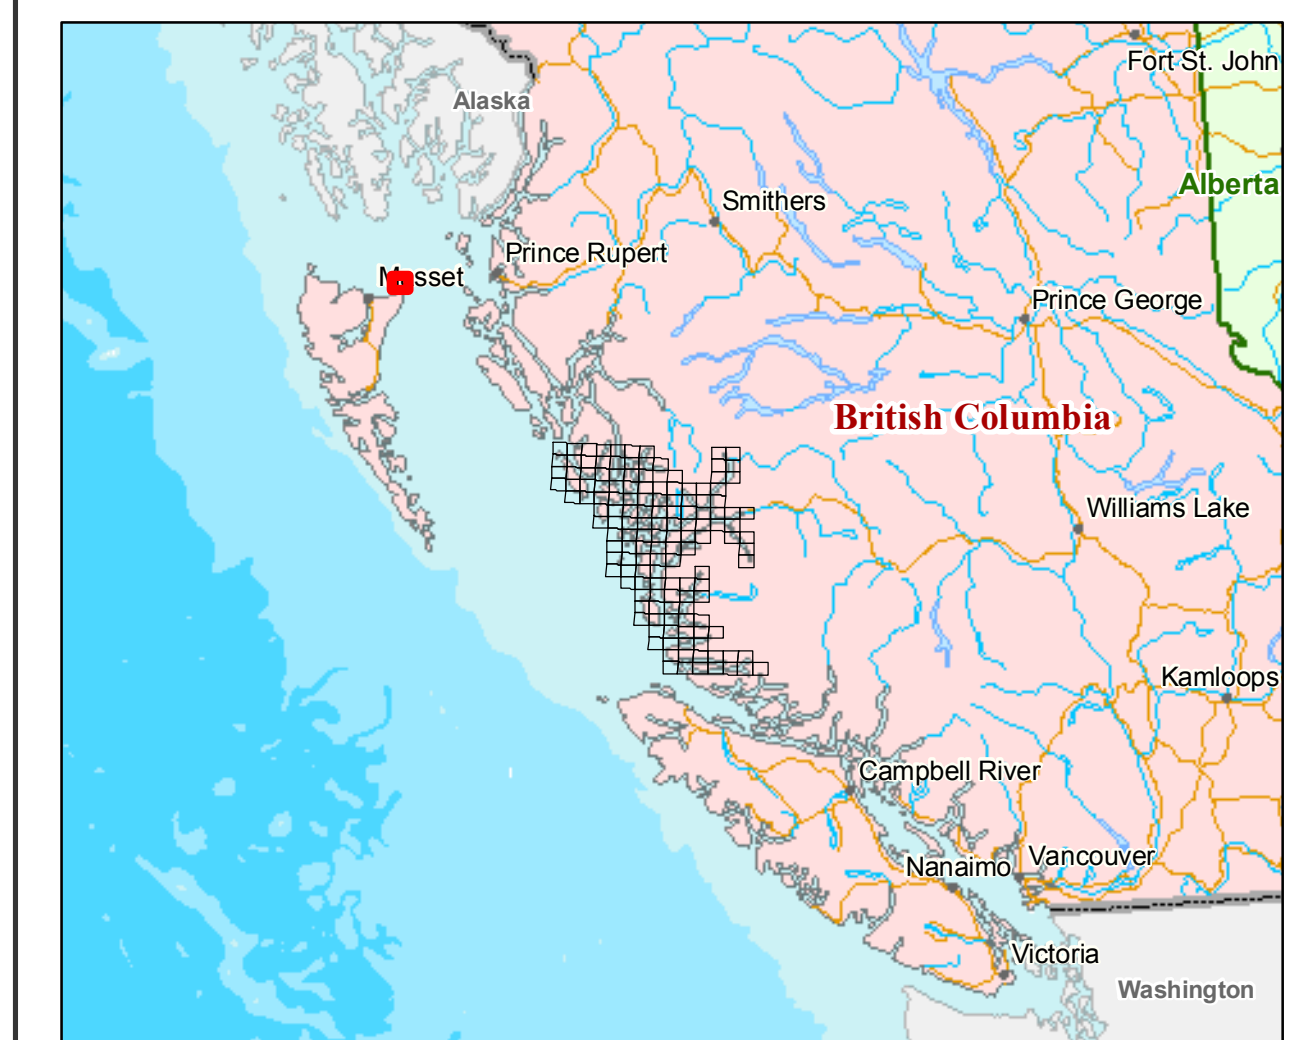 Fort St. John
Alaska
Alberta
Smithers
Prince Rupert
Masset
Prince George
British Columbia
Williams Lake
Kamloops
Campbell River
Vancouver
Nanaimo
Victoria
Washington